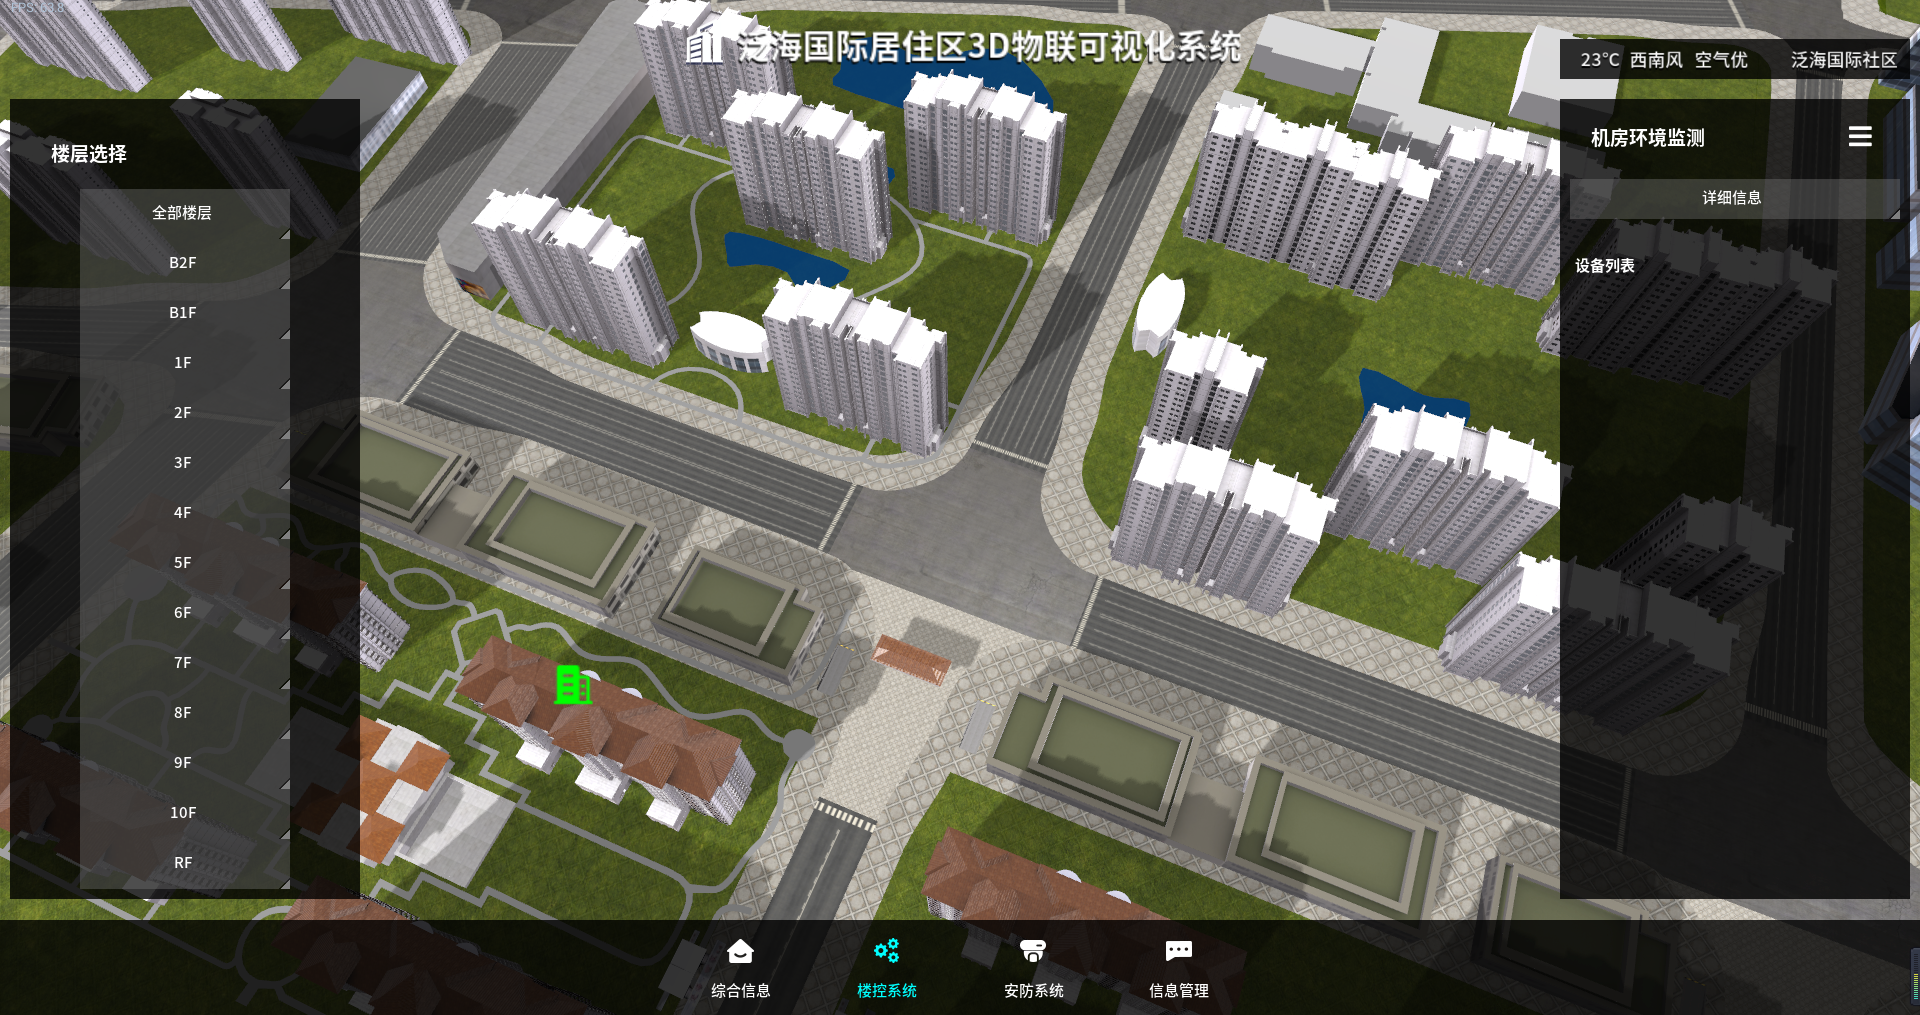 FPS: 63.8
泛海国际居住区3D物联可视化系统
23℃ 西南风 空气优 泛海国际社区
楼层选择
全部楼层
B2F
B1F
1F
2F
3F
4F
5F
6F
7F
8F
9F
10F
RF
机房环境监测
详细信息
设备列表
综合信息
楼控系统
安防系统
信息管理